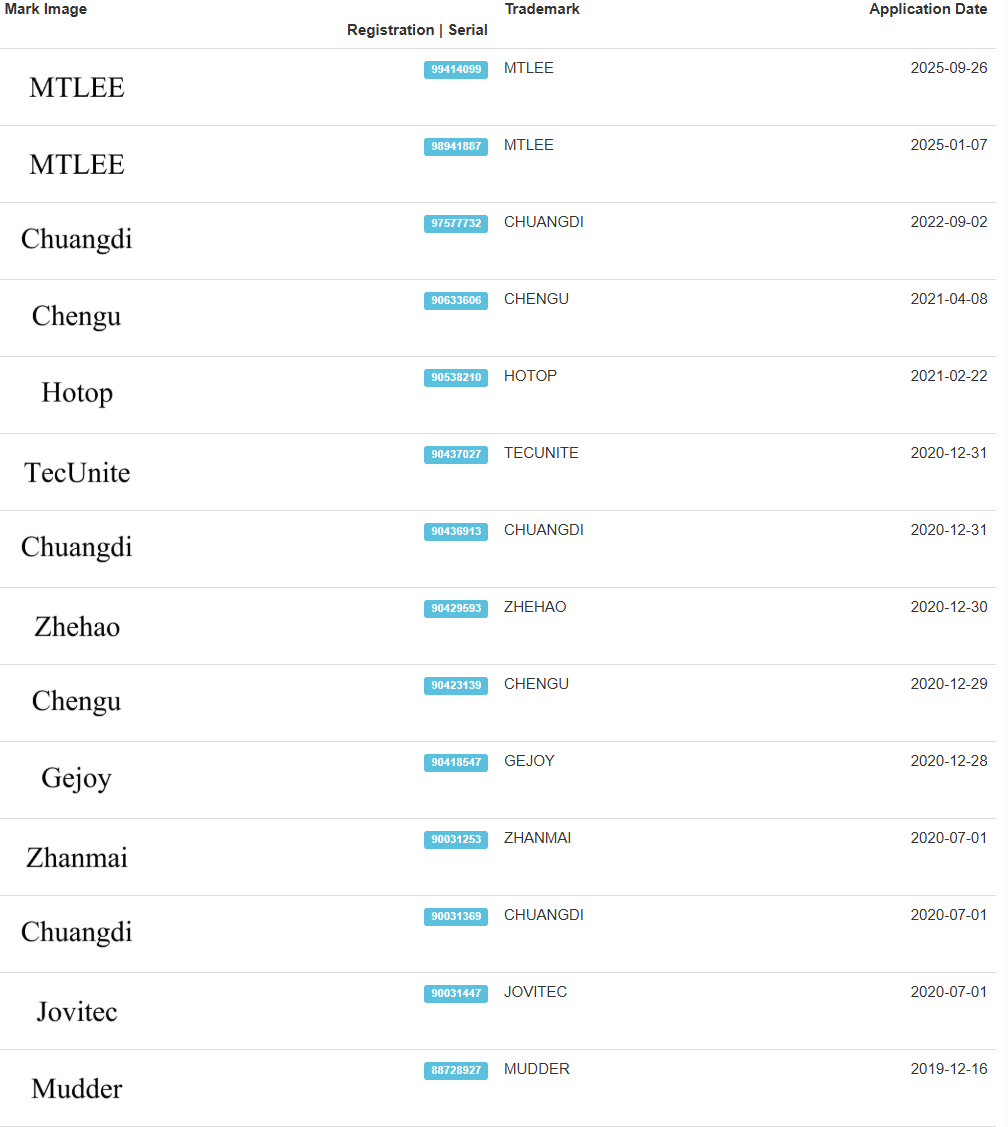 Mark Image Trademark Application Date
Registration | Serial
MTLEE 99414099 MTLEE 2025-09-26
MTLEE 98941887 MTLEE 2025-01-07
Chuangdi 97577732 CHUANGDI 2022-09-02
Chengu 90633606 CHENGU 2021-04-08
Hotop 90538210 HOTOP 2021-02-22
TecUnite 90437027 TECUNITE 2020-12-31
Chuangdi 90436913 CHUANGDI 2020-12-31
Zhehao 90429593 ZHEHAO 2020-12-30
Chengu 90423139 CHENGU 2020-12-29
Gejoy 90418547 GEJOY 2020-12-28
Zhanmai 90031253 ZHANMAI 2020-07-01
Chuangdi 90031369 CHUANGDI 2020-07-01
Jovitec 90031447 JOVITEC 2020-07-01
Mudder 88728927 MUDDER 2019-12-16